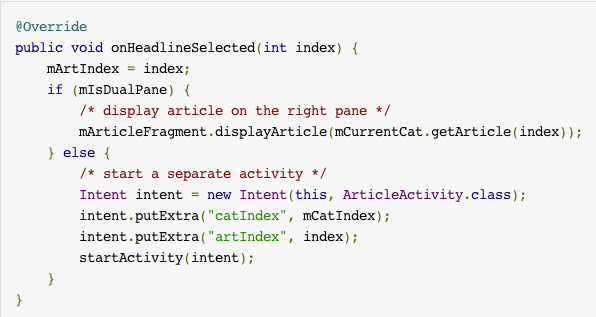 @Override
public void onHeadlineSelected(int index) {
    mArtIndex = index;
    if (mIsDualPane) {
        /* display article on the right pane */
        mArticleFragment.displayArticle(mCurrentCat.getArticle(index));
    } else {
        /* start a separate activity */
        Intent intent = new Intent(this, ArticleActivity.class);
        intent.putExtra("catIndex", mCatIndex);
        intent.putExtra("artIndex", index);
        startActivity(intent);
    }
}